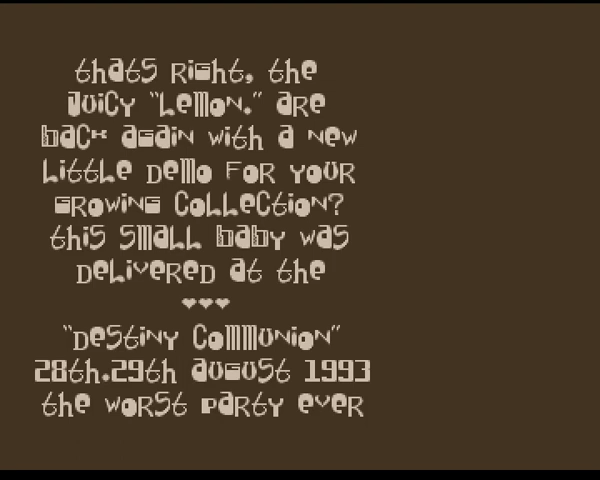 thats right, the
juicy "Lemon." are
back again with a new
little demo for your
growing collection?
this small baby was
delivered at the
♥♥♥
"Destiny Communion"
28th.29th august 1993
the worst party ever